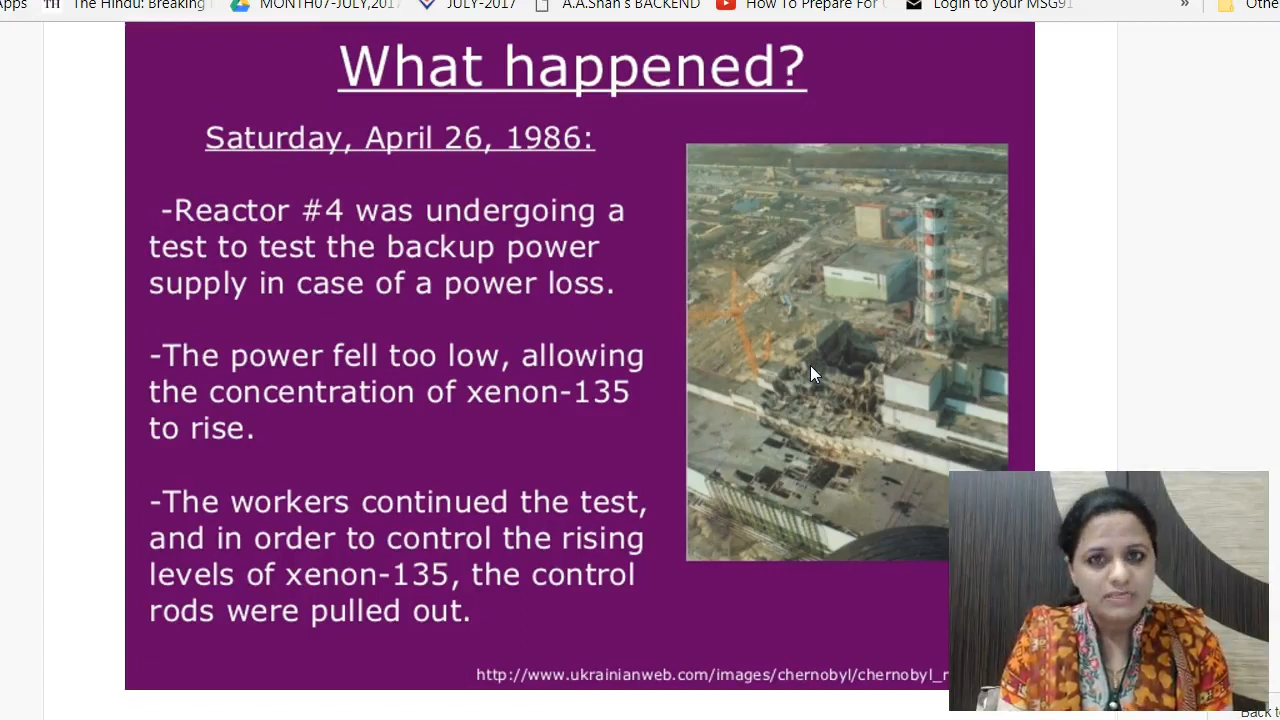 The Hindu: Breaking MONTH07-JULY,2017 JULY-2017 A.A.Shah's BACKEND How To Prepare For Login to your MSG91 »
What happened?
Saturday, April 26, 1986:
-Reactor #4 was undergoing a
test to test the backup power
supply in case of a power loss.
-The power fell too low, allowing
the concentration of xenon-135
to rise.
-The workers continued the test,
and in order to control the rising
levels of xenon-135, the control
rods were pulled out.
http://www.ukrainianweb.com/images/chernobyl/chernobyl_r
Back